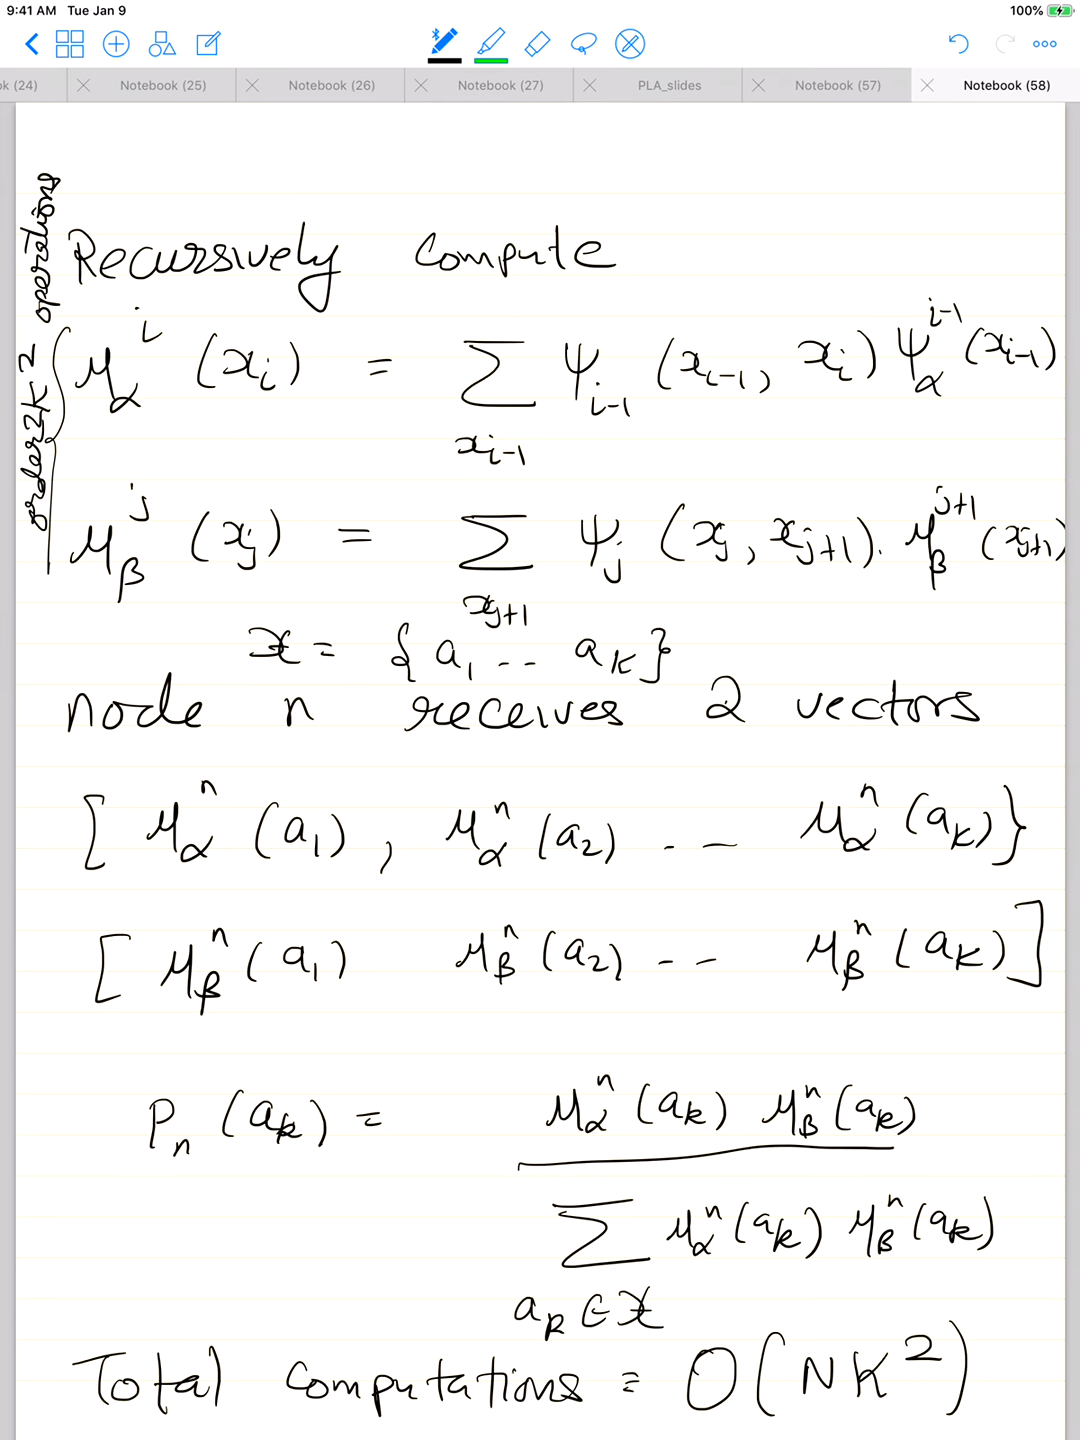 9:41 AM Tue Jan 9 100%
ok (24) Notebook (25) Notebook (26) Notebook (27) PLA_slides Notebook (57) Notebook (58)
order 2K² operations
Recursively compute
μ_α^i (x_i) = Σ_{x_{i-1}} ψ_{i-1} (x_{i-1}, x_i) ψ_α^{i-1} (x_{i-1})
μ_β^j (x_j) = Σ_{x_{j+1}} ψ_j (x_j, x_{j+1}). μ_β^{j+1} (x_{j+1})
𝒳 = { a_1 .. a_K }
node n receives 2 vectors
[ μ_α^n (a_1), μ_α^n (a_2) . - - μ_α^n (a_K) }
[ μ_β^n (a_1) μ_β^n (a_2) - - μ_β^n (a_K) ]
P_n (a_k) = μ_α^n (a_k) μ_β^n (a_k) / Σ_{a_k ∈ 𝒳} μ_α^n (a_k) μ_β^n (a_k)
Total computations = O(NK²)